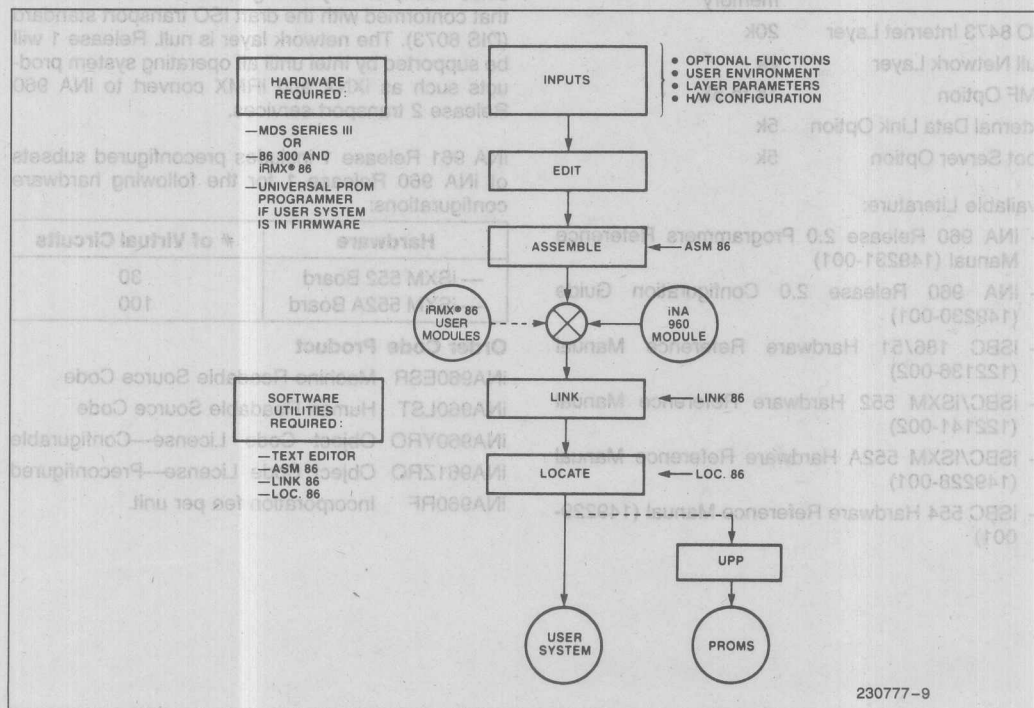 HARDWARE
REQUIRED:
—MDS SERIES III
OR
—86 300 AND
iRMX® 86
—UNIVERSAL PROM
PROGRAMMER
IF USER SYSTEM
IS IN FIRMWARE
INPUTS
● OPTIONAL FUNCTIONS
● USER ENVIRONMENT
● LAYER PARAMETERS
● H/W CONFIGURATION
EDIT
ASSEMBLE
ASM 86
iRMX® 86
USER
MODULES
iNA
960
MODULE
SOFTWARE
UTILITIES
REQUIRED:
—TEXT EDITOR
—ASM 86
—LINK 86
—LOC. 86
LINK
LINK 86
LOCATE
LOC. 86
UPP
USER
SYSTEM
PROMS
230777–9